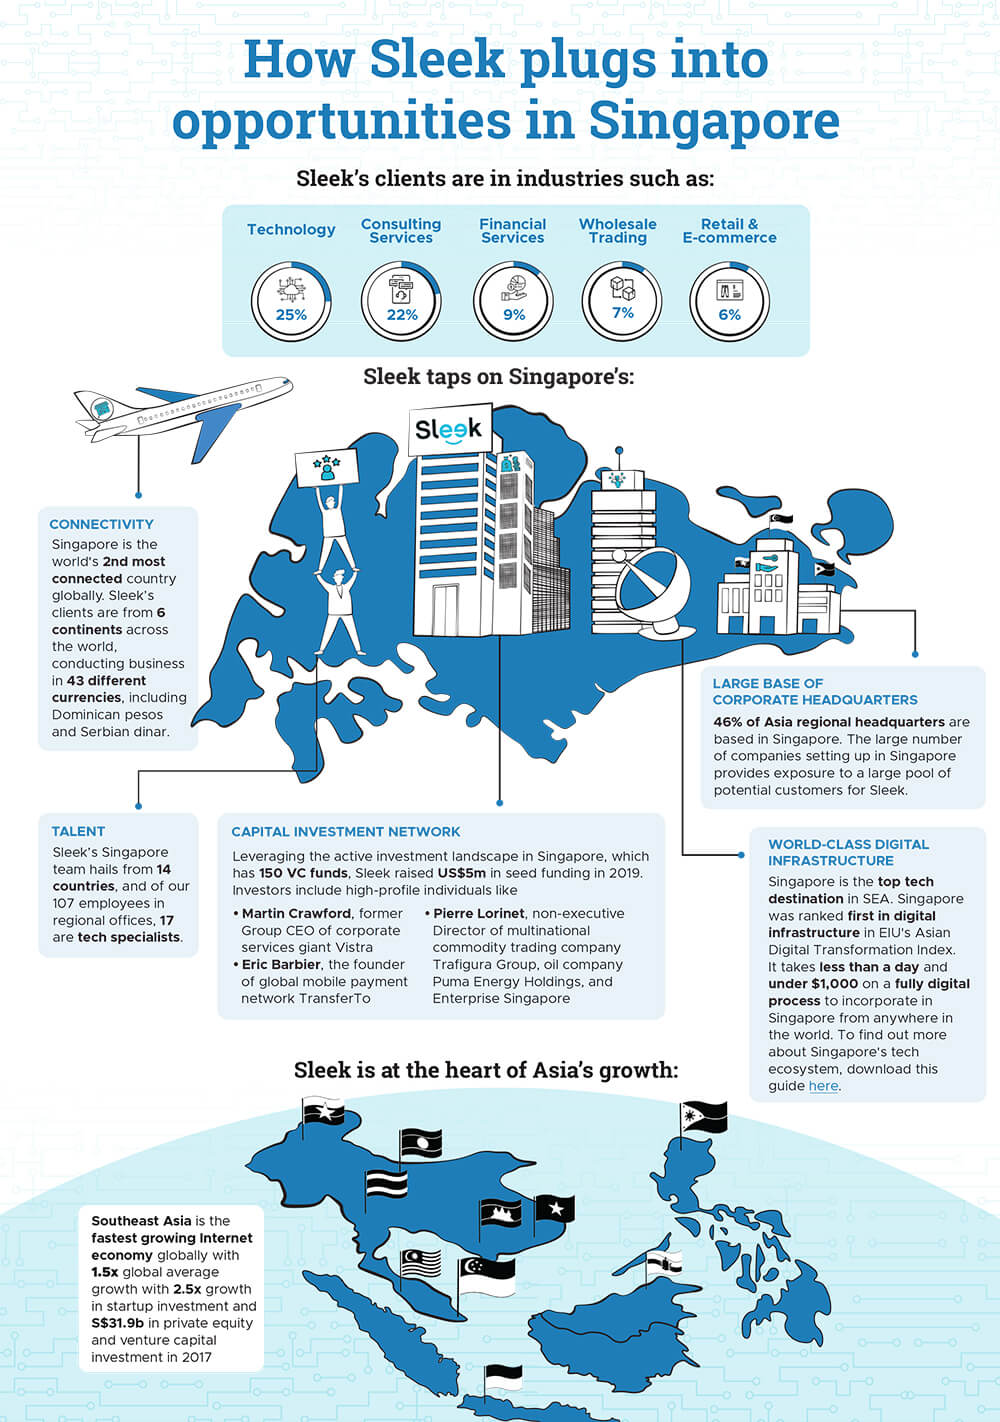 How Sleek plugs into
opportunities in Singapore
Sleek's clients are in industries such as:
Technology
25%
Consulting
Services
22%
Financial
Services
9%
Wholesale
Trading
7%
Retail &
E-commerce
6%
Sleek taps on Singapore's:
Sleek
CONNECTIVITY
Singapore is the
world's 2nd most
connected country
globally. Sleek's
clients are from 6
continents across
the world,
conducting business
in 43 different
currencies, including
Dominican pesos
and Serbian dinar.
LARGE BASE OF
CORPORATE HEADQUARTERS
46% of Asia regional headquarters are
based in Singapore. The large number
of companies setting up in Singapore
provides exposure to a large pool of
potential customers for Sleek.
TALENT
Sleek's Singapore
team hails from 14
countries, and of our
107 employees in
regional offices, 17
are tech specialists.
CAPITAL INVESTMENT NETWORK
Leveraging the active investment landscape in Singapore, which
has 150 VC funds, Sleek raised US$5m in seed funding in 2019.
Investors include high-profile individuals like
• Martin Crawford, former
Group CEO of corporate
services giant Vistra
• Eric Barbier, the founder
of global mobile payment
network TransferTo
• Pierre Lorinet, non-executive
Director of multinational
commodity trading company
Trafigura Group, oil company
Puma Energy Holdings, and
Enterprise Singapore
WORLD-CLASS DIGITAL
INFRASTRUCTURE
Singapore is the top tech
destination in SEA. Singapore
was ranked first in digital
infrastructure in EIU's Asian
Digital Transformation Index.
It takes less than a day and
under $1,000 on a fully digital
process to incorporate in
Singapore from anywhere in
the world. To find out more
about Singapore's tech
ecosystem, download this
guide here.
Sleek is at the heart of Asia's growth:
Southeast Asia is the
fastest growing Internet
economy globally with
1.5x global average
growth with 2.5x growth
in startup investment and
S$31.9b in private equity
and venture capital
investment in 2017